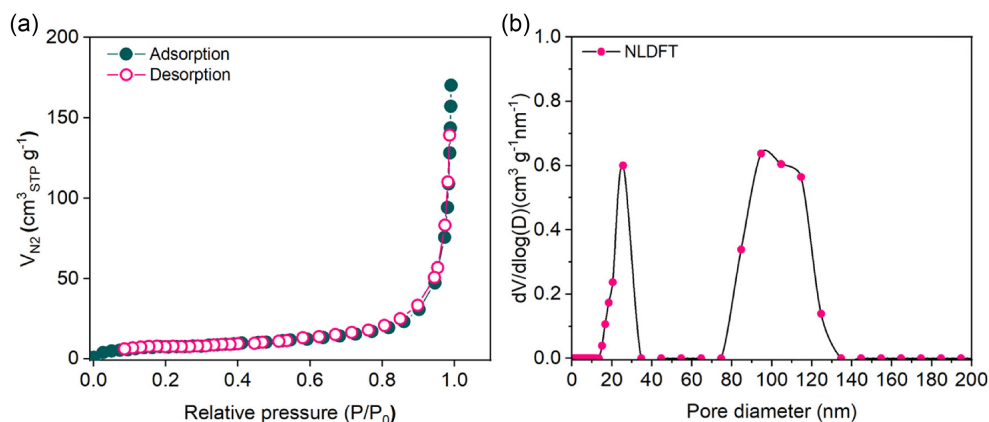 (a)
200
150
100
50
0
V_N2 (cm³_STP g⁻¹)
Adsorption
Desorption
0.0 0.2 0.4 0.6 0.8 1.0
Relative pressure (P/P₀)
(b)
1.0
0.8
0.6
0.4
0.2
0.0
dV/dlog(D)(cm³ g⁻¹nm⁻¹)
NLDFT
0 20 40 60 80 100 120 140 160 180 200
Pore diameter (nm)